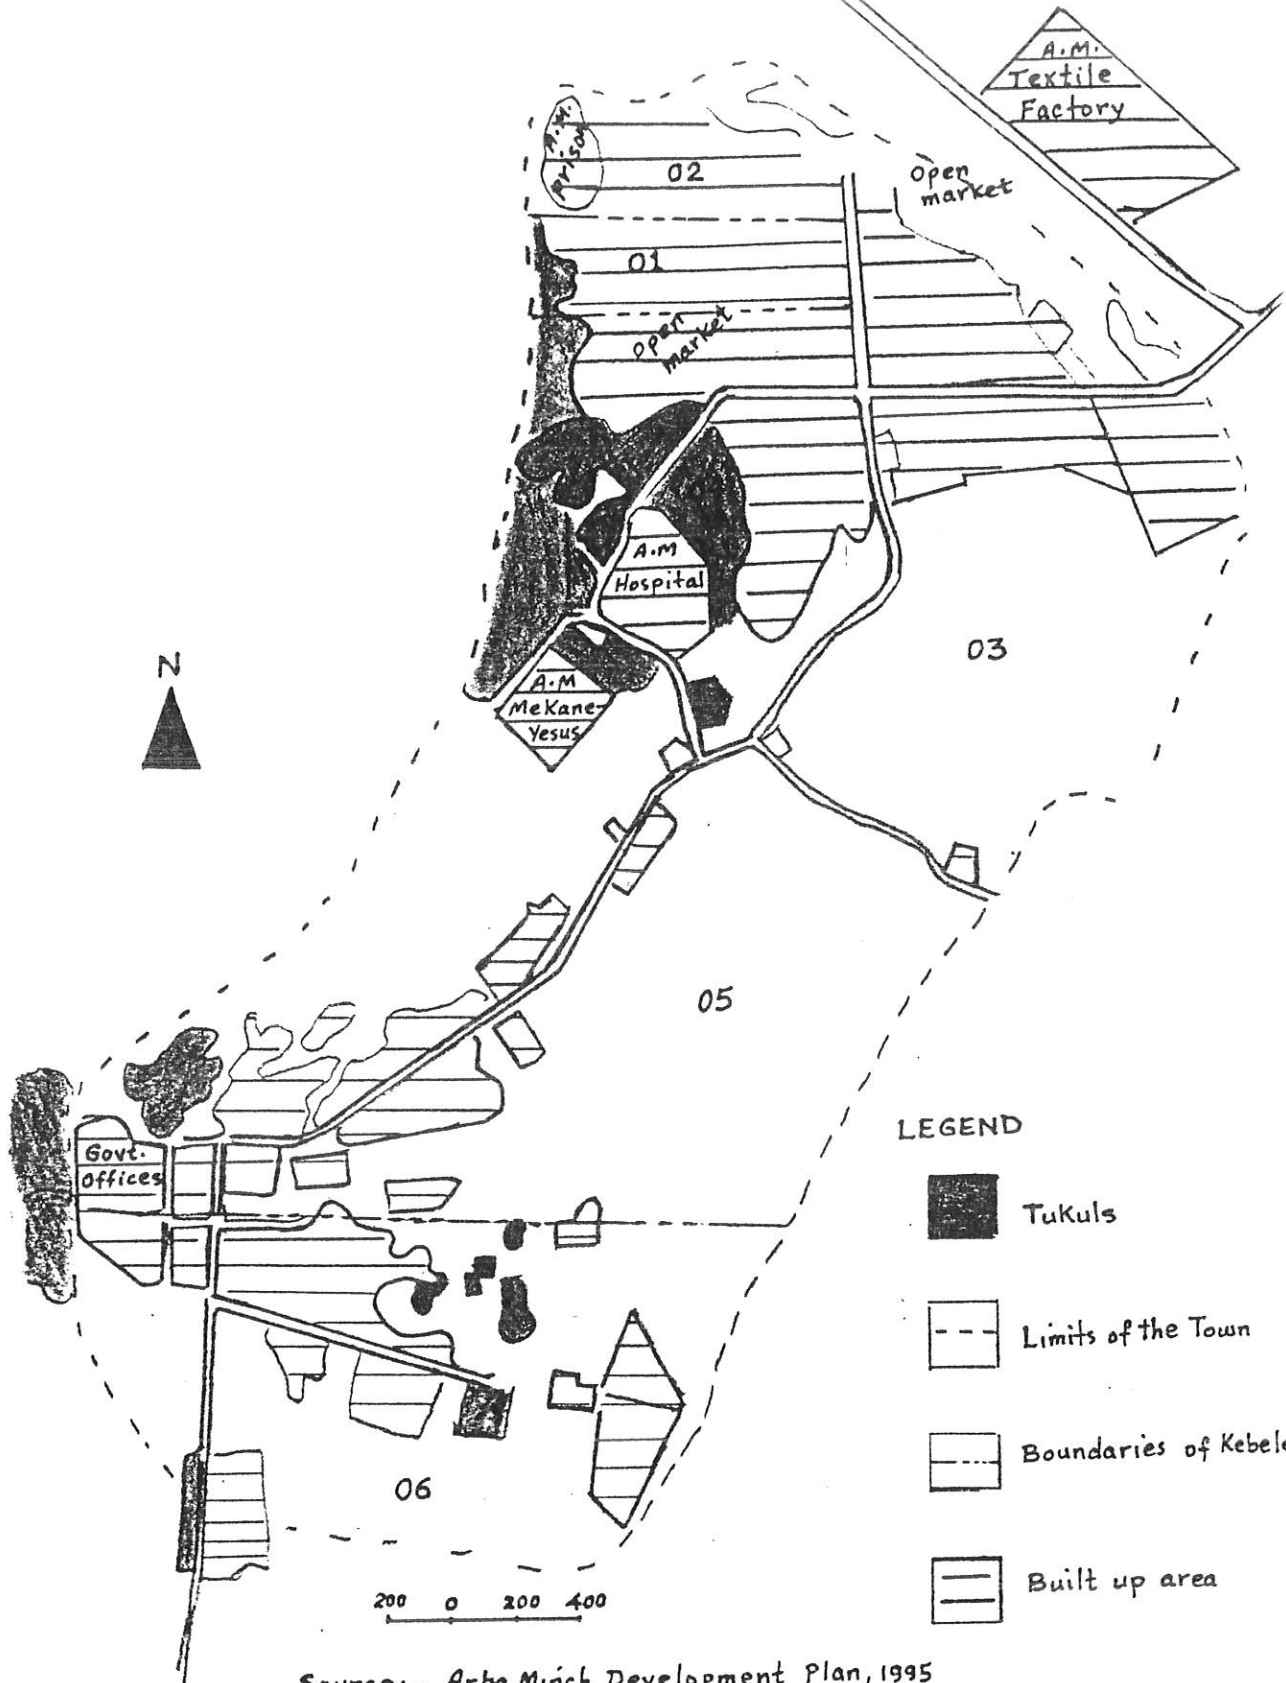 A.M.
Textile
Factory
A.M.
Prison
02
open
market
01
open
market
A.M
Hospital
03
N
A.M
Mekane-
Yesus
05
LEGEND
Govt.
Offices
Tukuls
Limits of the Town
Boundaries of Kebele
06
Built up area
200 0 200 400
Source:- Arba Minch Development Plan, 1995